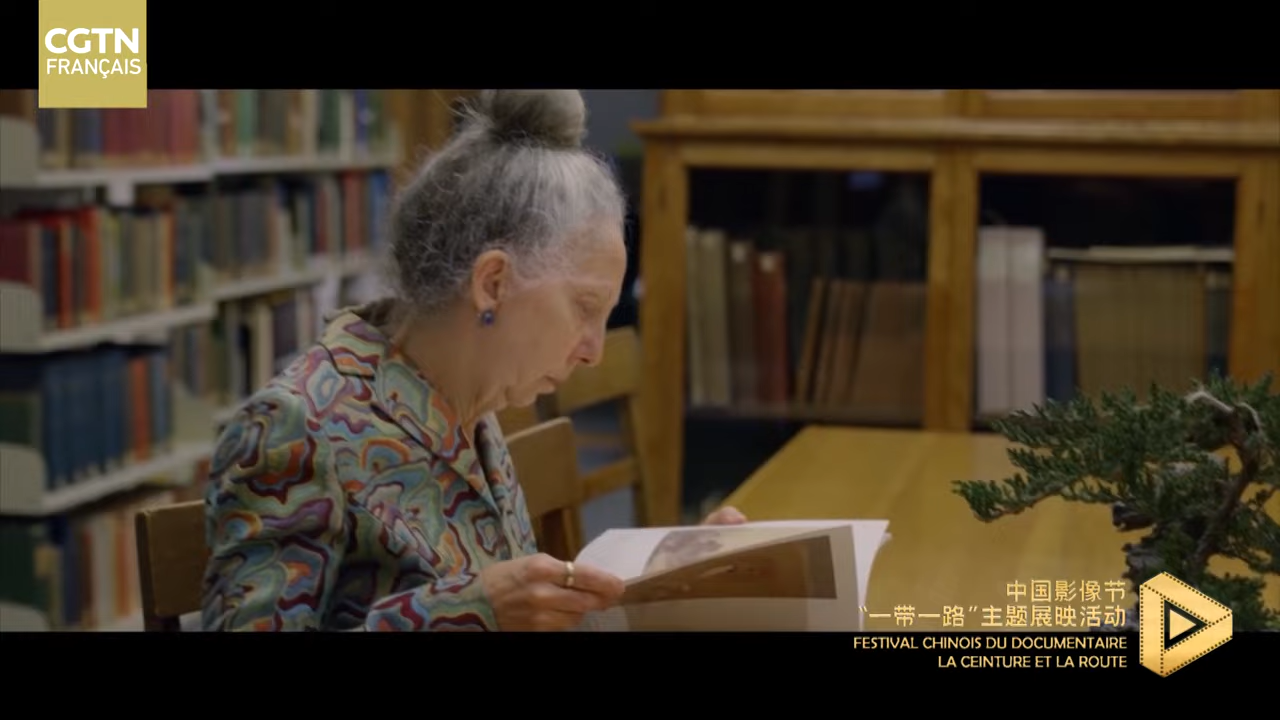 CGTN
FRANÇAIS
中国影像节
“一带一路”主题展映活动
FESTIVAL CHINOIS DU DOCUMENTAIRE
LA CEINTURE ET LA ROUTE